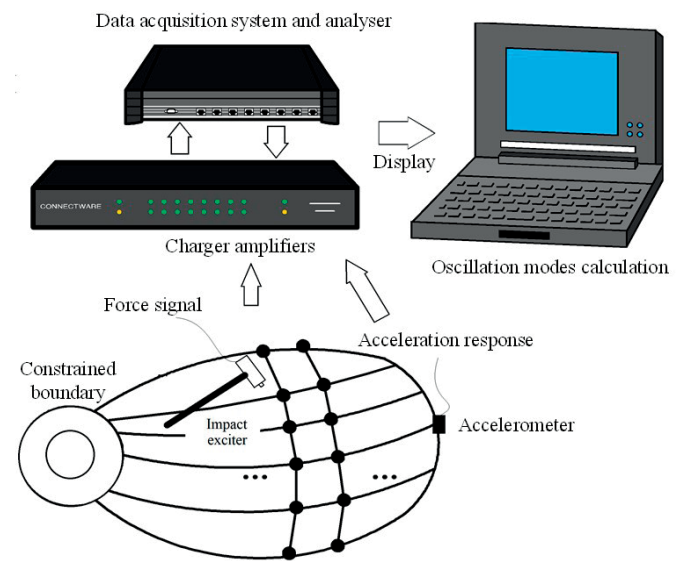 Data acquisition system and analyser
Display
CONNECTWARE
Charger amplifiers
Oscillation modes calculation
Force signal
Acceleration response
Constrained
boundary
Impact
exciter
Accelerometer
...
...